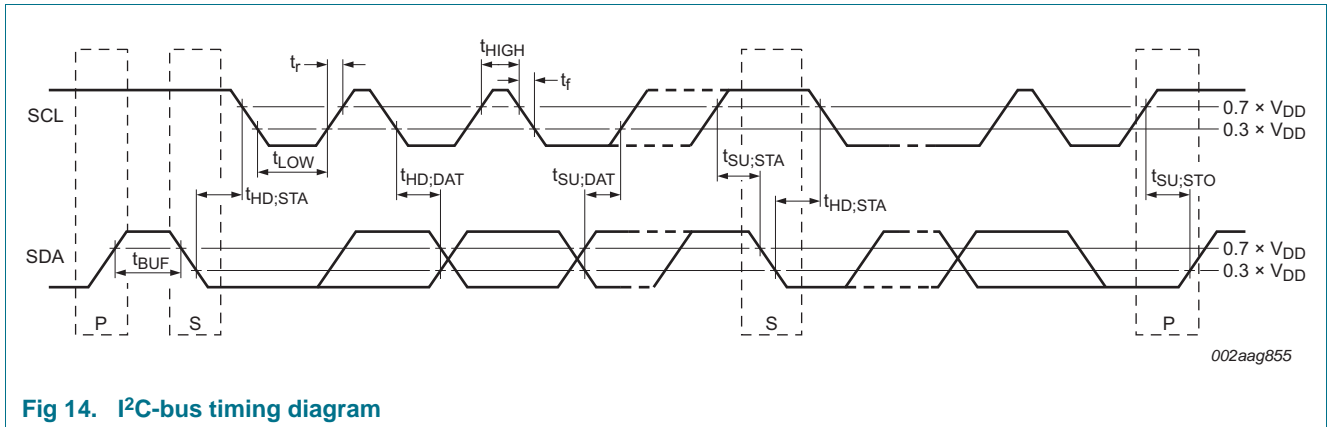 tr
tHIGH
tf
SCL
0.7 × VDD
0.3 × VDD
tLOW
tHD;STA
tHD;DAT
tSU;DAT
tSU;STA
tHD;STA
tSU;STO
SDA
tBUF
0.7 × VDD
0.3 × VDD
P
S
S
P
002aag855
Fig 14. I²C-bus timing diagram